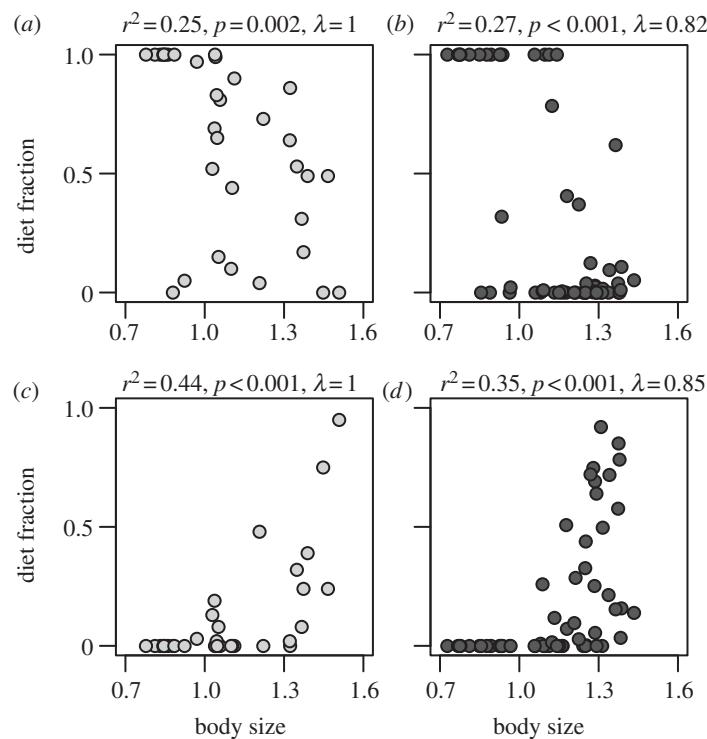 (a) r² = 0.25, p = 0.002, λ = 1
(b) r² = 0.27, p < 0.001, λ = 0.82
1.0
0.5
0
diet fraction
0.7 1.0 1.3 1.6
0.7 1.0 1.3 1.6
body size
body size
(c) r² = 0.44, p < 0.001, λ = 1
(d) r² = 0.35, p < 0.001, λ = 0.85
1.0
0.5
0
diet fraction
0.7 1.0 1.3 1.6
0.7 1.0 1.3 1.6
body size
body size